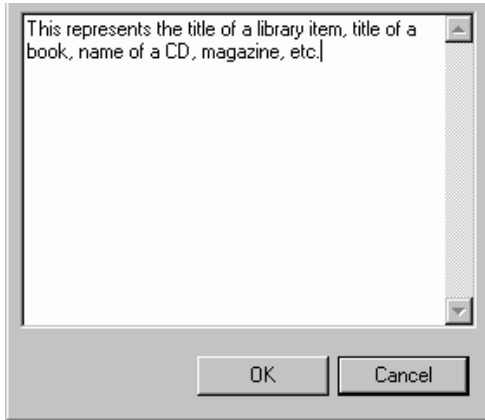 This represents the title of a library item, title of a
book, name of a CD, magazine, etc.
OK
Cancel